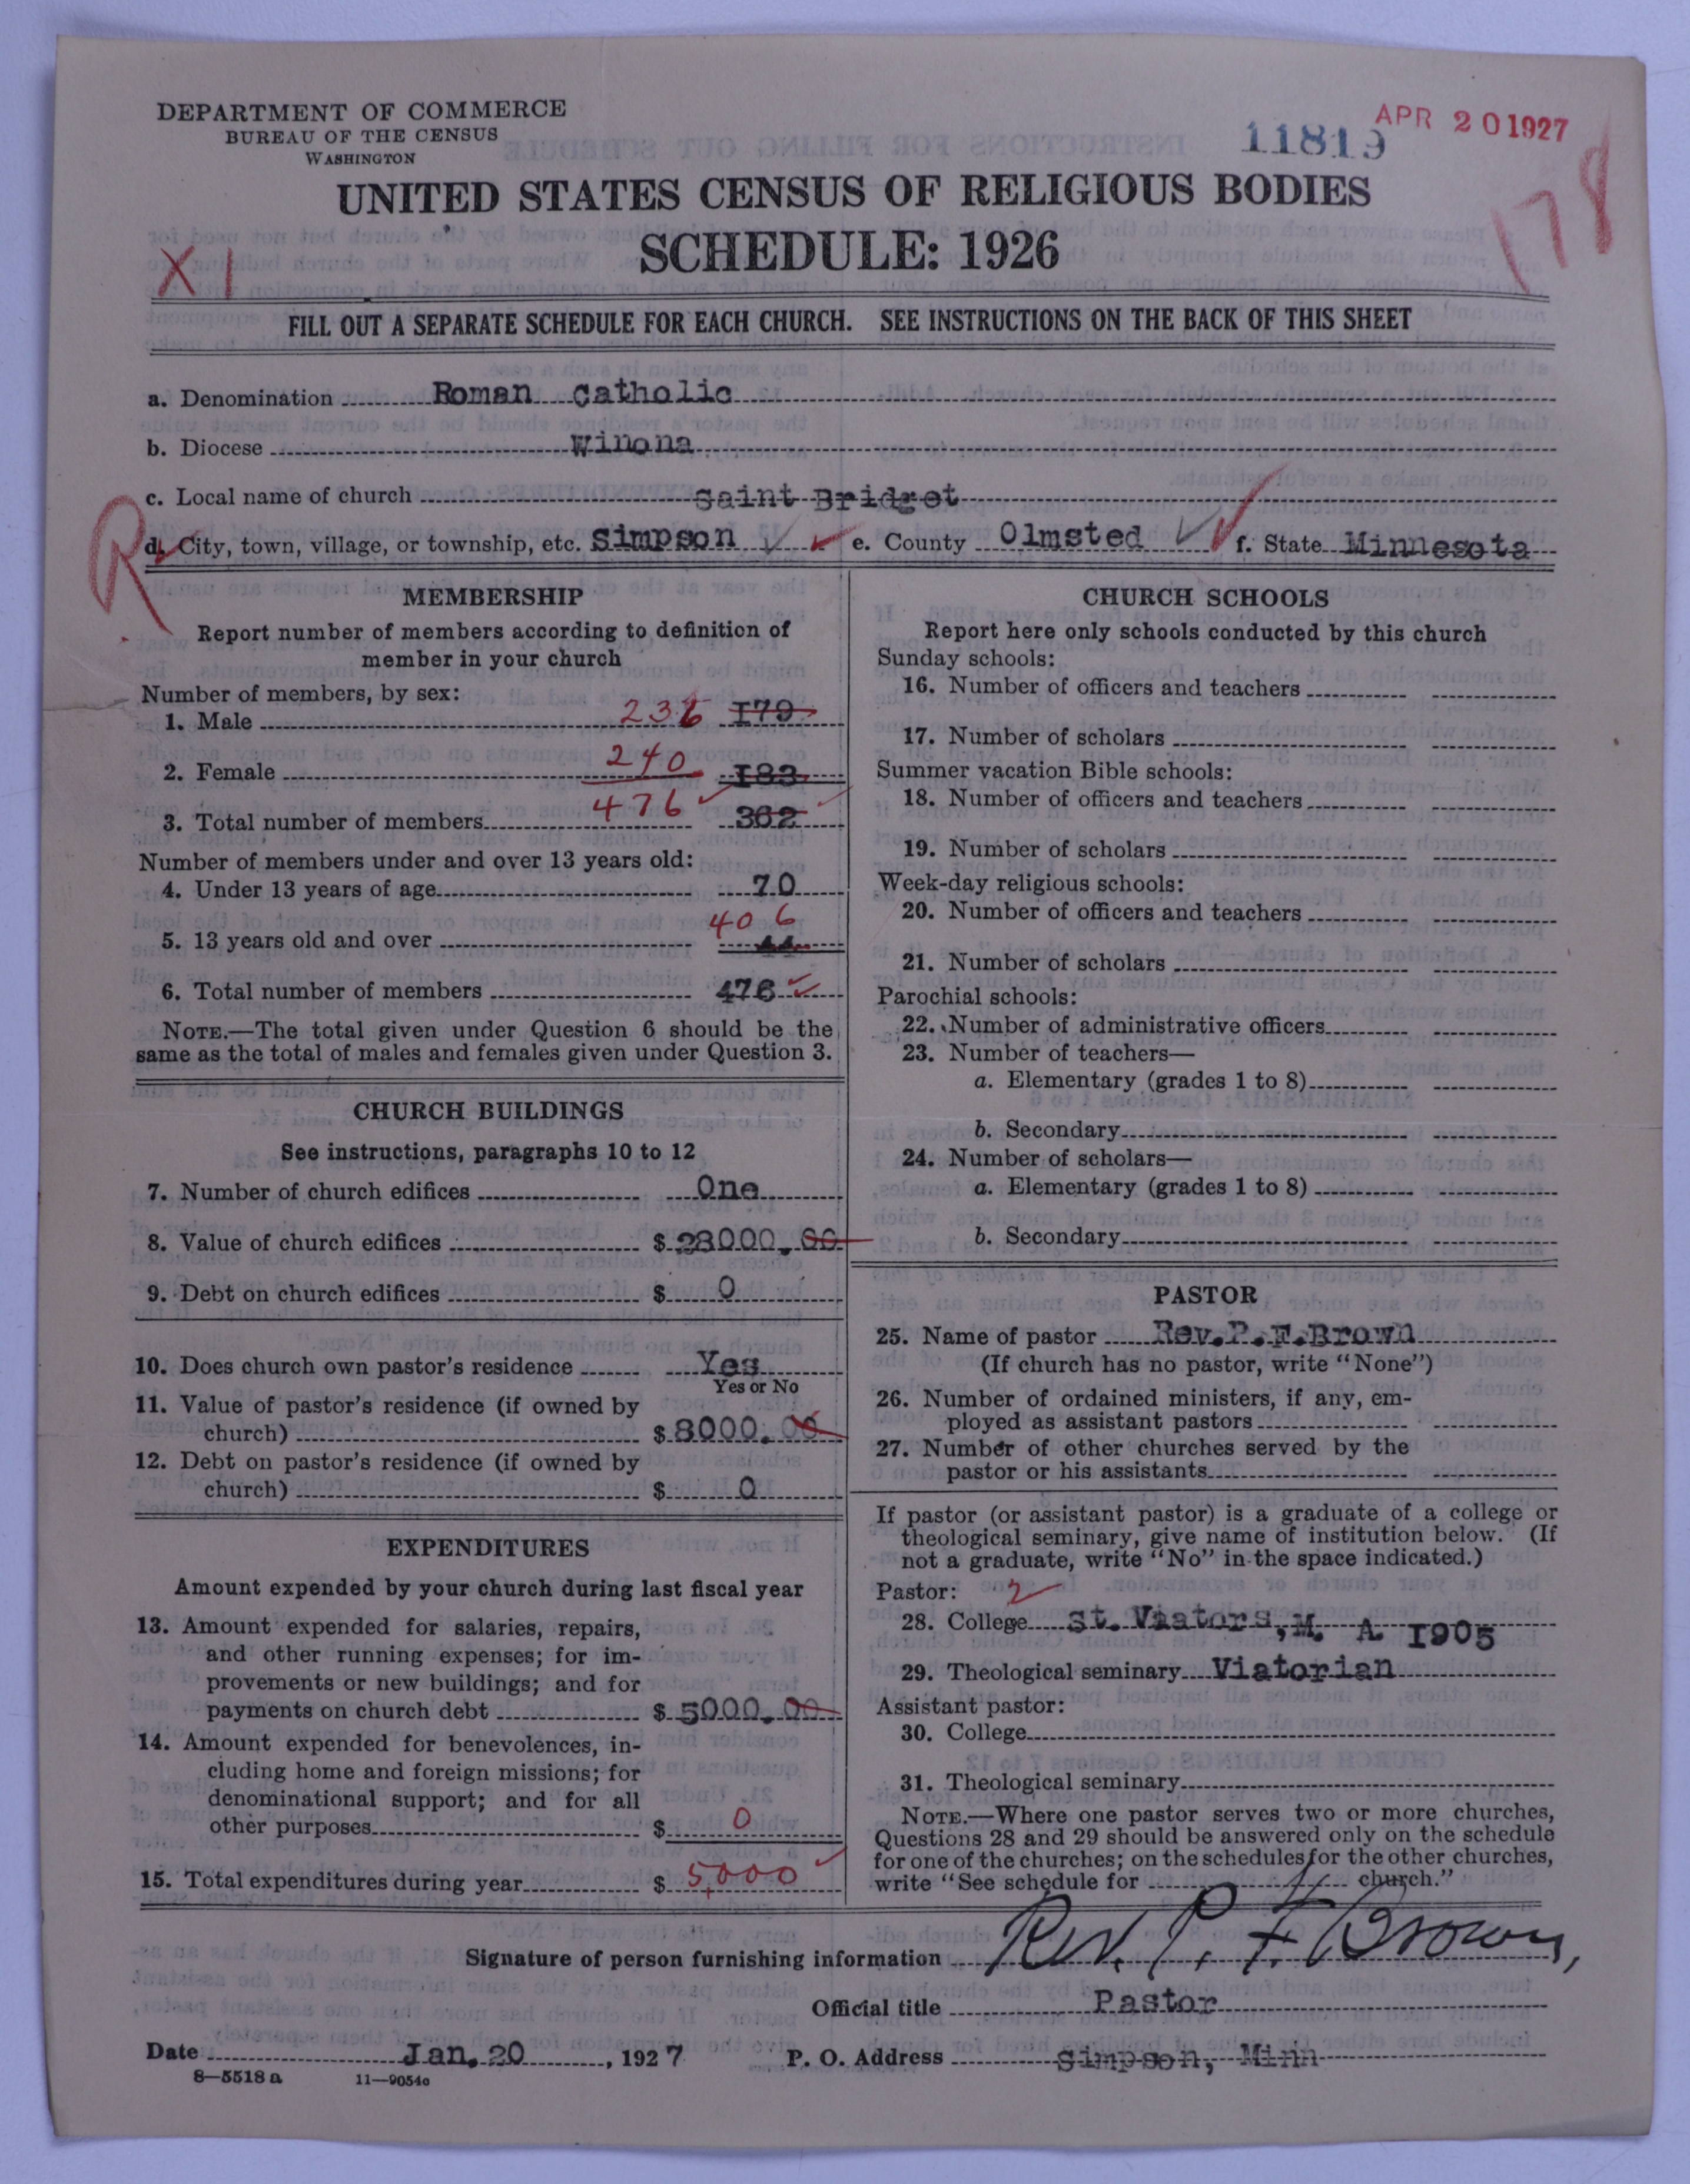 DEPARTMENT OF COMMERCE
BUREAU OF THE CENSUS
WASHINGTON
11819
APR 20 1927
178
UNITED STATES CENSUS OF RELIGIOUS BODIES
SCHEDULE: 1926
XI
FILL OUT A SEPARATE SCHEDULE FOR EACH CHURCH. SEE INSTRUCTIONS ON THE BACK OF THIS SHEET
a. Denomination Roman Catholic
b. Diocese Winona
c. Local name of church Saint Bridget
R
d. City, town, village, or township, etc. Simpson e. County Olmsted f. State Minnesota
MEMBERSHIP
Report number of members according to definition of
member in your church
Number of members, by sex:
1. Male 236 179
2. Female 240 183
3. Total number of members 476 362
Number of members under and over 13 years old:
4. Under 13 years of age 70
406
5. 13 years old and over
6. Total number of members 476
NOTE.—The total given under Question 6 should be the
same as the total of males and females given under Question 3.
CHURCH BUILDINGS
See instructions, paragraphs 10 to 12
7. Number of church edifices One
8. Value of church edifices $ 28000.00
9. Debt on church edifices $ 0
10. Does church own pastor's residence Yes
Yes or No
11. Value of pastor's residence (if owned by
church) $ 8000.00
12. Debt on pastor's residence (if owned by
church) $ 0
EXPENDITURES
Amount expended by your church during last fiscal year
13. Amount expended for salaries, repairs,
and other running expenses; for im-
provements or new buildings; and for
payments on church debt $ 5000.00
14. Amount expended for benevolences, in-
cluding home and foreign missions; for
denominational support; and for all
other purposes $ 0
15. Total expenditures during year $ 5,000
CHURCH SCHOOLS
Report here only schools conducted by this church
Sunday schools:
16. Number of officers and teachers
17. Number of scholars
Summer vacation Bible schools:
18. Number of officers and teachers
19. Number of scholars
Week-day religious schools:
20. Number of officers and teachers
21. Number of scholars
Parochial schools:
22. Number of administrative officers
23. Number of teachers—
a. Elementary (grades 1 to 8)
b. Secondary
24. Number of scholars—
a. Elementary (grades 1 to 8)
b. Secondary
PASTOR
25. Name of pastor Rev.P.F.Brown
(If church has no pastor, write "None")
26. Number of ordained ministers, if any, em-
ployed as assistant pastors
27. Number of other churches served by the
pastor or his assistants
If pastor (or assistant pastor) is a graduate of a college or
theological seminary, give name of institution below. (If
not a graduate, write "No" in the space indicated.)
Pastor: 2
28. College St. Viators, M. A. 1905
29. Theological seminary Viatorian
Assistant pastor:
30. College
31. Theological seminary
NOTE.—Where one pastor serves two or more churches,
Questions 28 and 29 should be answered only on the schedule
for one of the churches; on the schedules for the other churches,
write "See schedule for church."
Signature of person furnishing information Rev. P. F. Brown,
Official title Pastor
Date Jan. 20, 1927 P. O. Address Simpson, Minn
8—5518 a 11—9054c